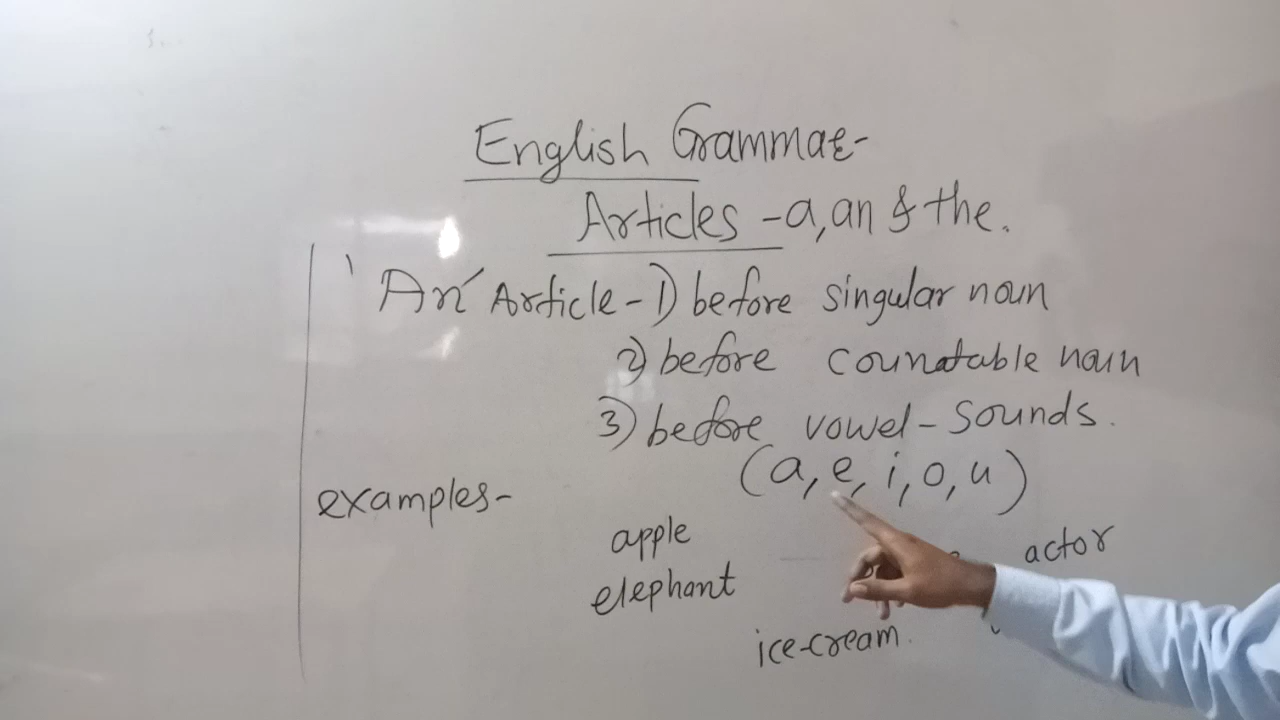 English Grammar-
Articles - a, an & the.
'An' Article - 1) before singular noun
2) before counatable noun
3) before vowel - sounds.
(a, e, i, o, u)
examples-
apple
actor
elephant
ice-cream.